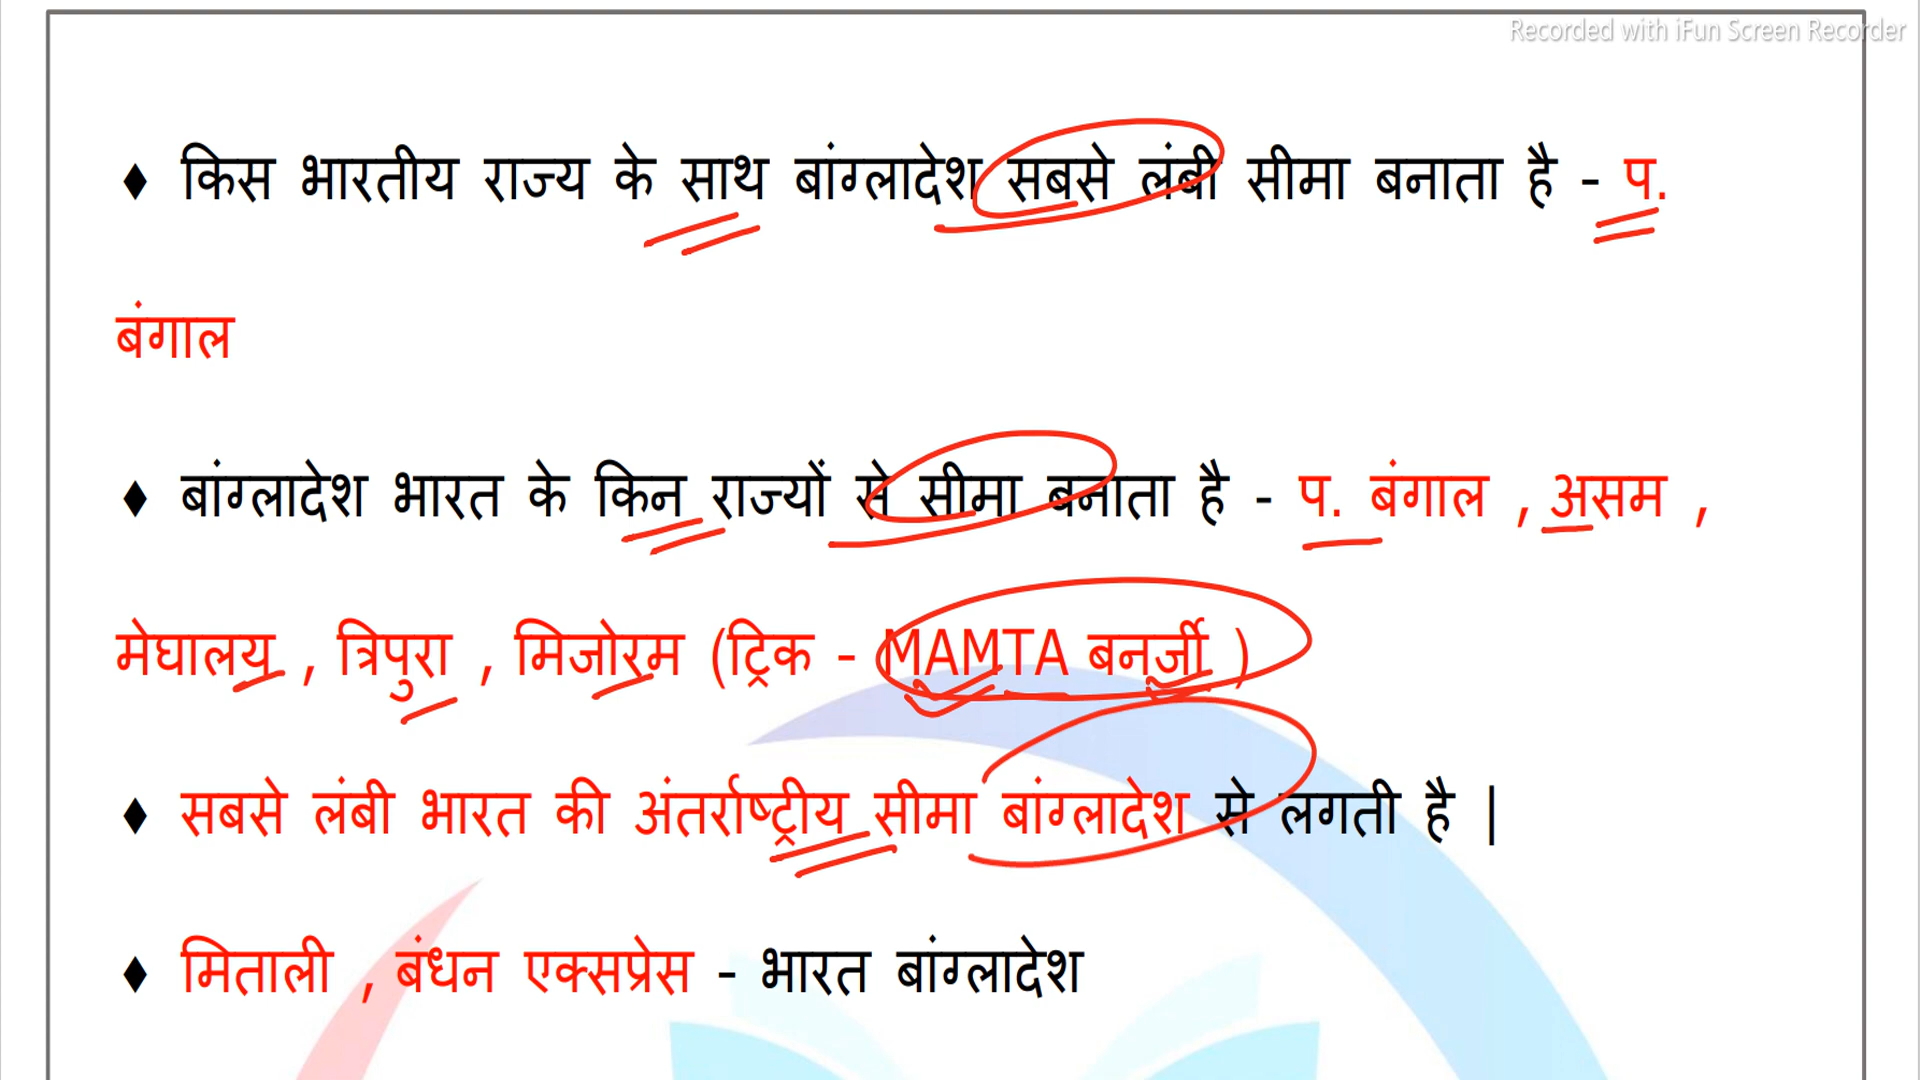 Recorded with iFun Screen Recorder
♦ किस भारतीय राज्य के साथ बांग्लादेश सबसे लंबी सीमा बनाता है - प.
बंगाल
♦ बांग्लादेश भारत के किन राज्यों से सीमा बनाता है - प. बंगाल , असम ,
मेघालय , त्रिपुरा , मिजोरम (ट्रिक - MAMTA बनर्जी )
♦ सबसे लंबी भारत की अंतर्राष्ट्रीय सीमा बांग्लादेश से लगती है |
♦ मिताली , बंधन एक्सप्रेस - भारत बांग्लादेश